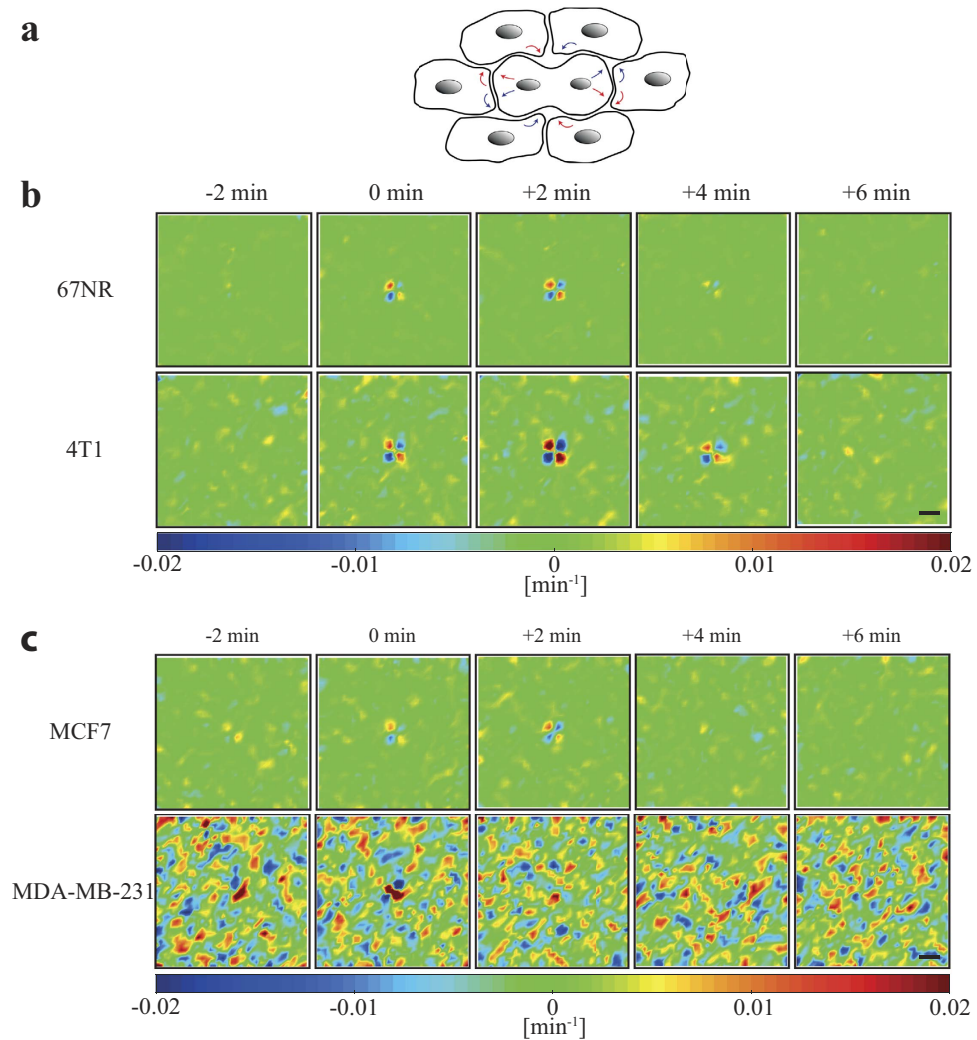 a
b
-2 min 0 min +2 min +4 min +6 min
67NR
4T1
-0.02 -0.01 0 0.01 0.02
[min⁻¹]
c
-2 min 0 min +2 min +4 min +6 min
MCF7
MDA-MB-231
-0.02 -0.01 0 0.01 0.02
[min⁻¹]